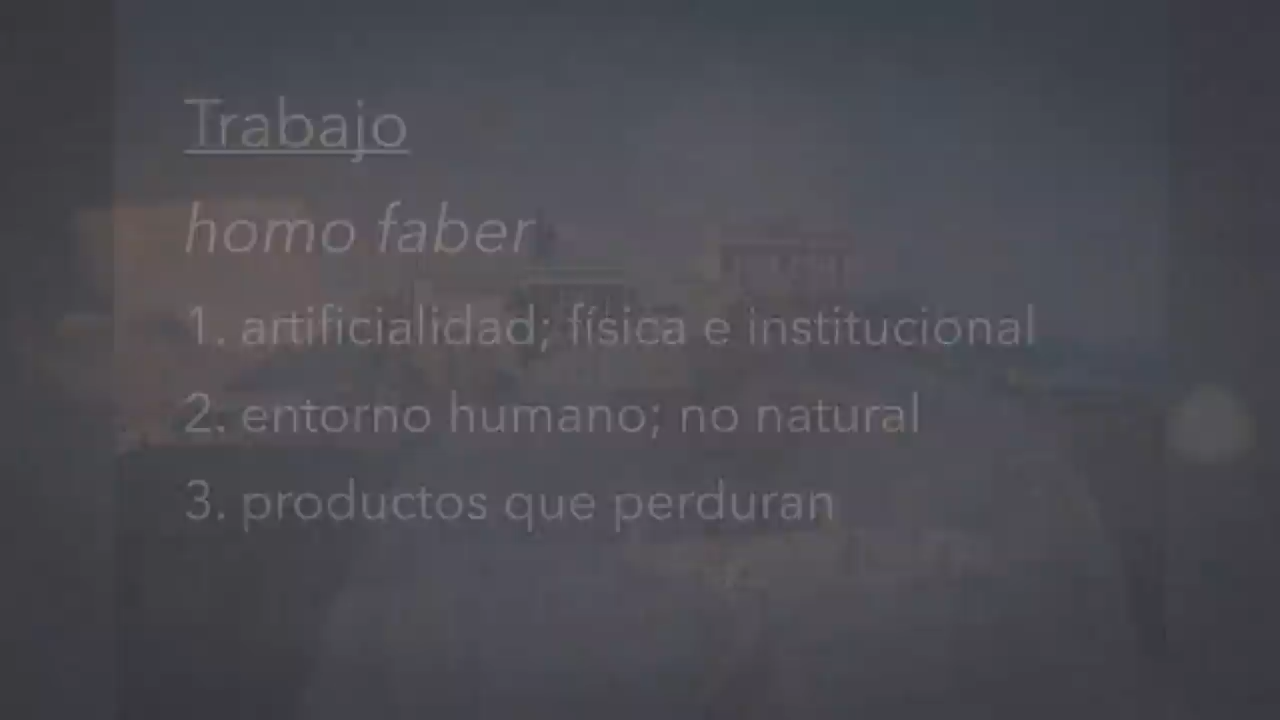 Trabajo
homo faber
1. artificialidad; física e institucional
2. entorno humano; no natural
3. productos que perduran